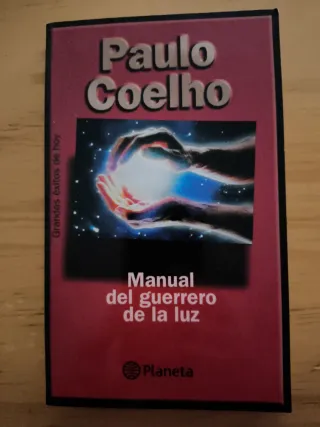 Paulo
Coelho
Grandes éxitos de hoy
Manual
del guerrero
de la luz
Planeta